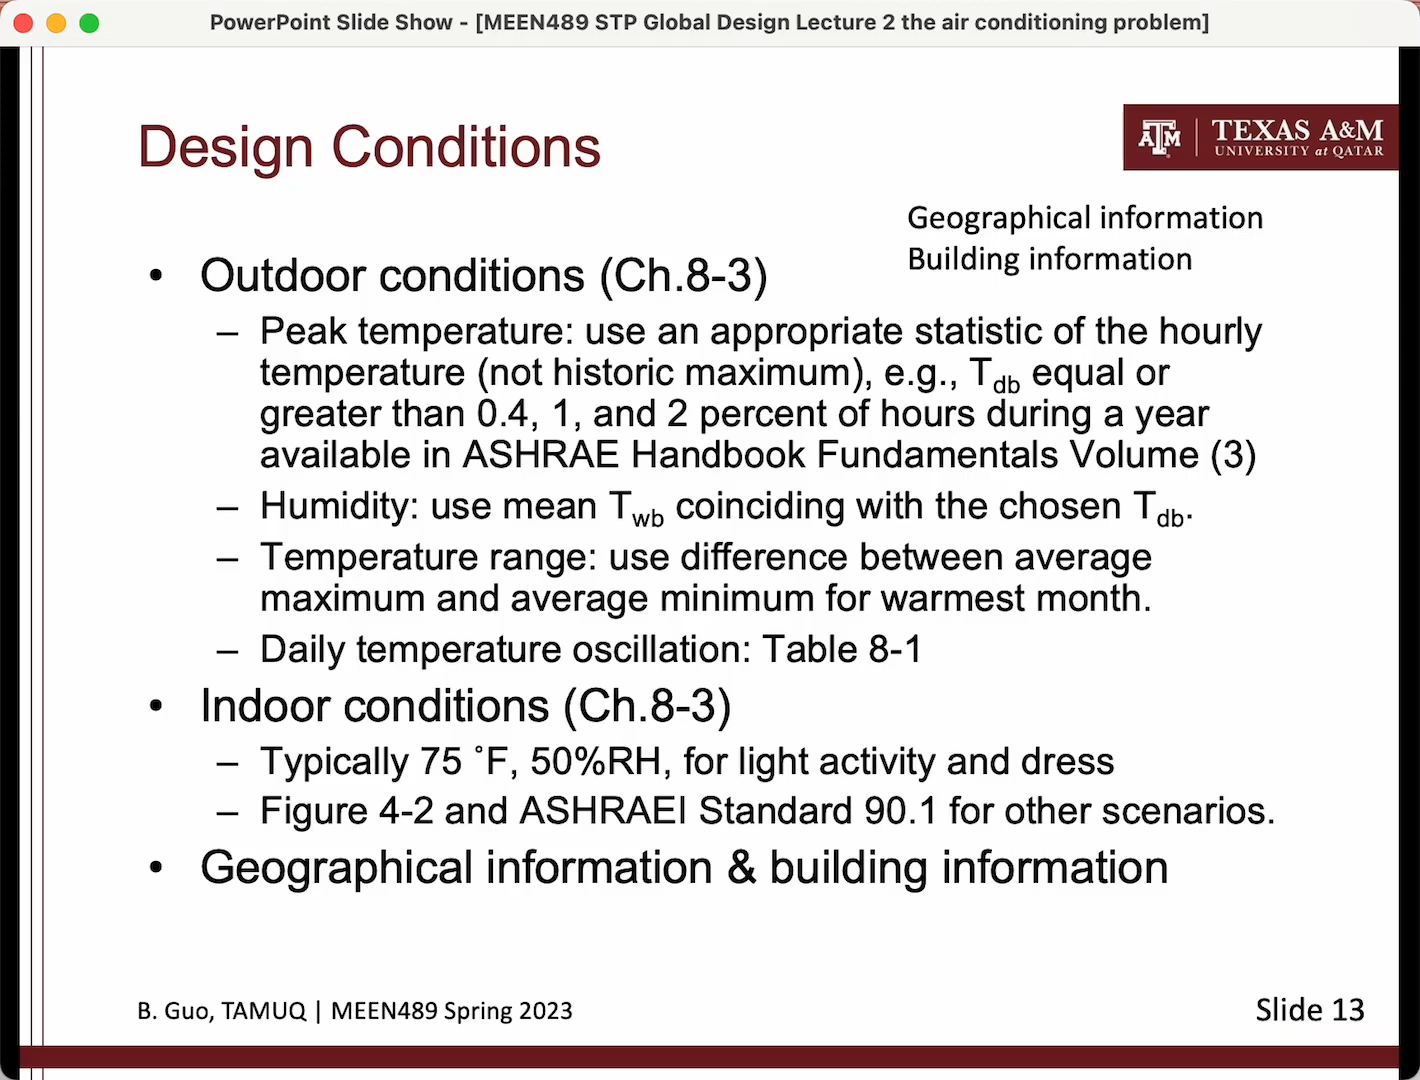 PowerPoint Slide Show - [MEEN489 STP Global Design Lecture 2 the air conditioning problem]
Design Conditions
ATM
TEXAS A&M
UNIVERSITY at QATAR
Geographical information
Building information
• Outdoor conditions (Ch.8-3)
– Peak temperature: use an appropriate statistic of the hourly
temperature (not historic maximum), e.g., Tdb equal or
greater than 0.4, 1, and 2 percent of hours during a year
available in ASHRAE Handbook Fundamentals Volume (3)
– Humidity: use mean Twb coinciding with the chosen Tdb.
– Temperature range: use difference between average
maximum and average minimum for warmest month.
– Daily temperature oscillation: Table 8-1
• Indoor conditions (Ch.8-3)
– Typically 75 ˚F, 50%RH, for light activity and dress
– Figure 4-2 and ASHRAEI Standard 90.1 for other scenarios.
• Geographical information & building information
B. Guo, TAMUQ | MEEN489 Spring 2023
Slide 13